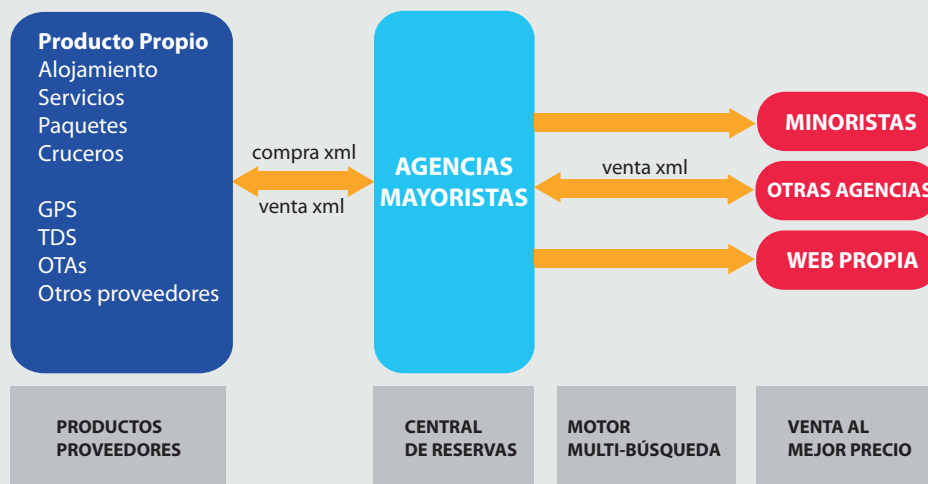 Producto Propio
Alojamiento
Servicios
Paquetes
Cruceros
GPS
TDS
OTAs
Otros proveedores
compra xml
venta xml
AGENCIAS
MAYORISTAS
venta xml
MINORISTAS
OTRAS AGENCIAS
WEB PROPIA
PRODUCTOS
PROVEEDORES
CENTRAL
DE RESERVAS
MOTOR
MULTI-BÚSQUEDA
VENTA AL
MEJOR PRECIO